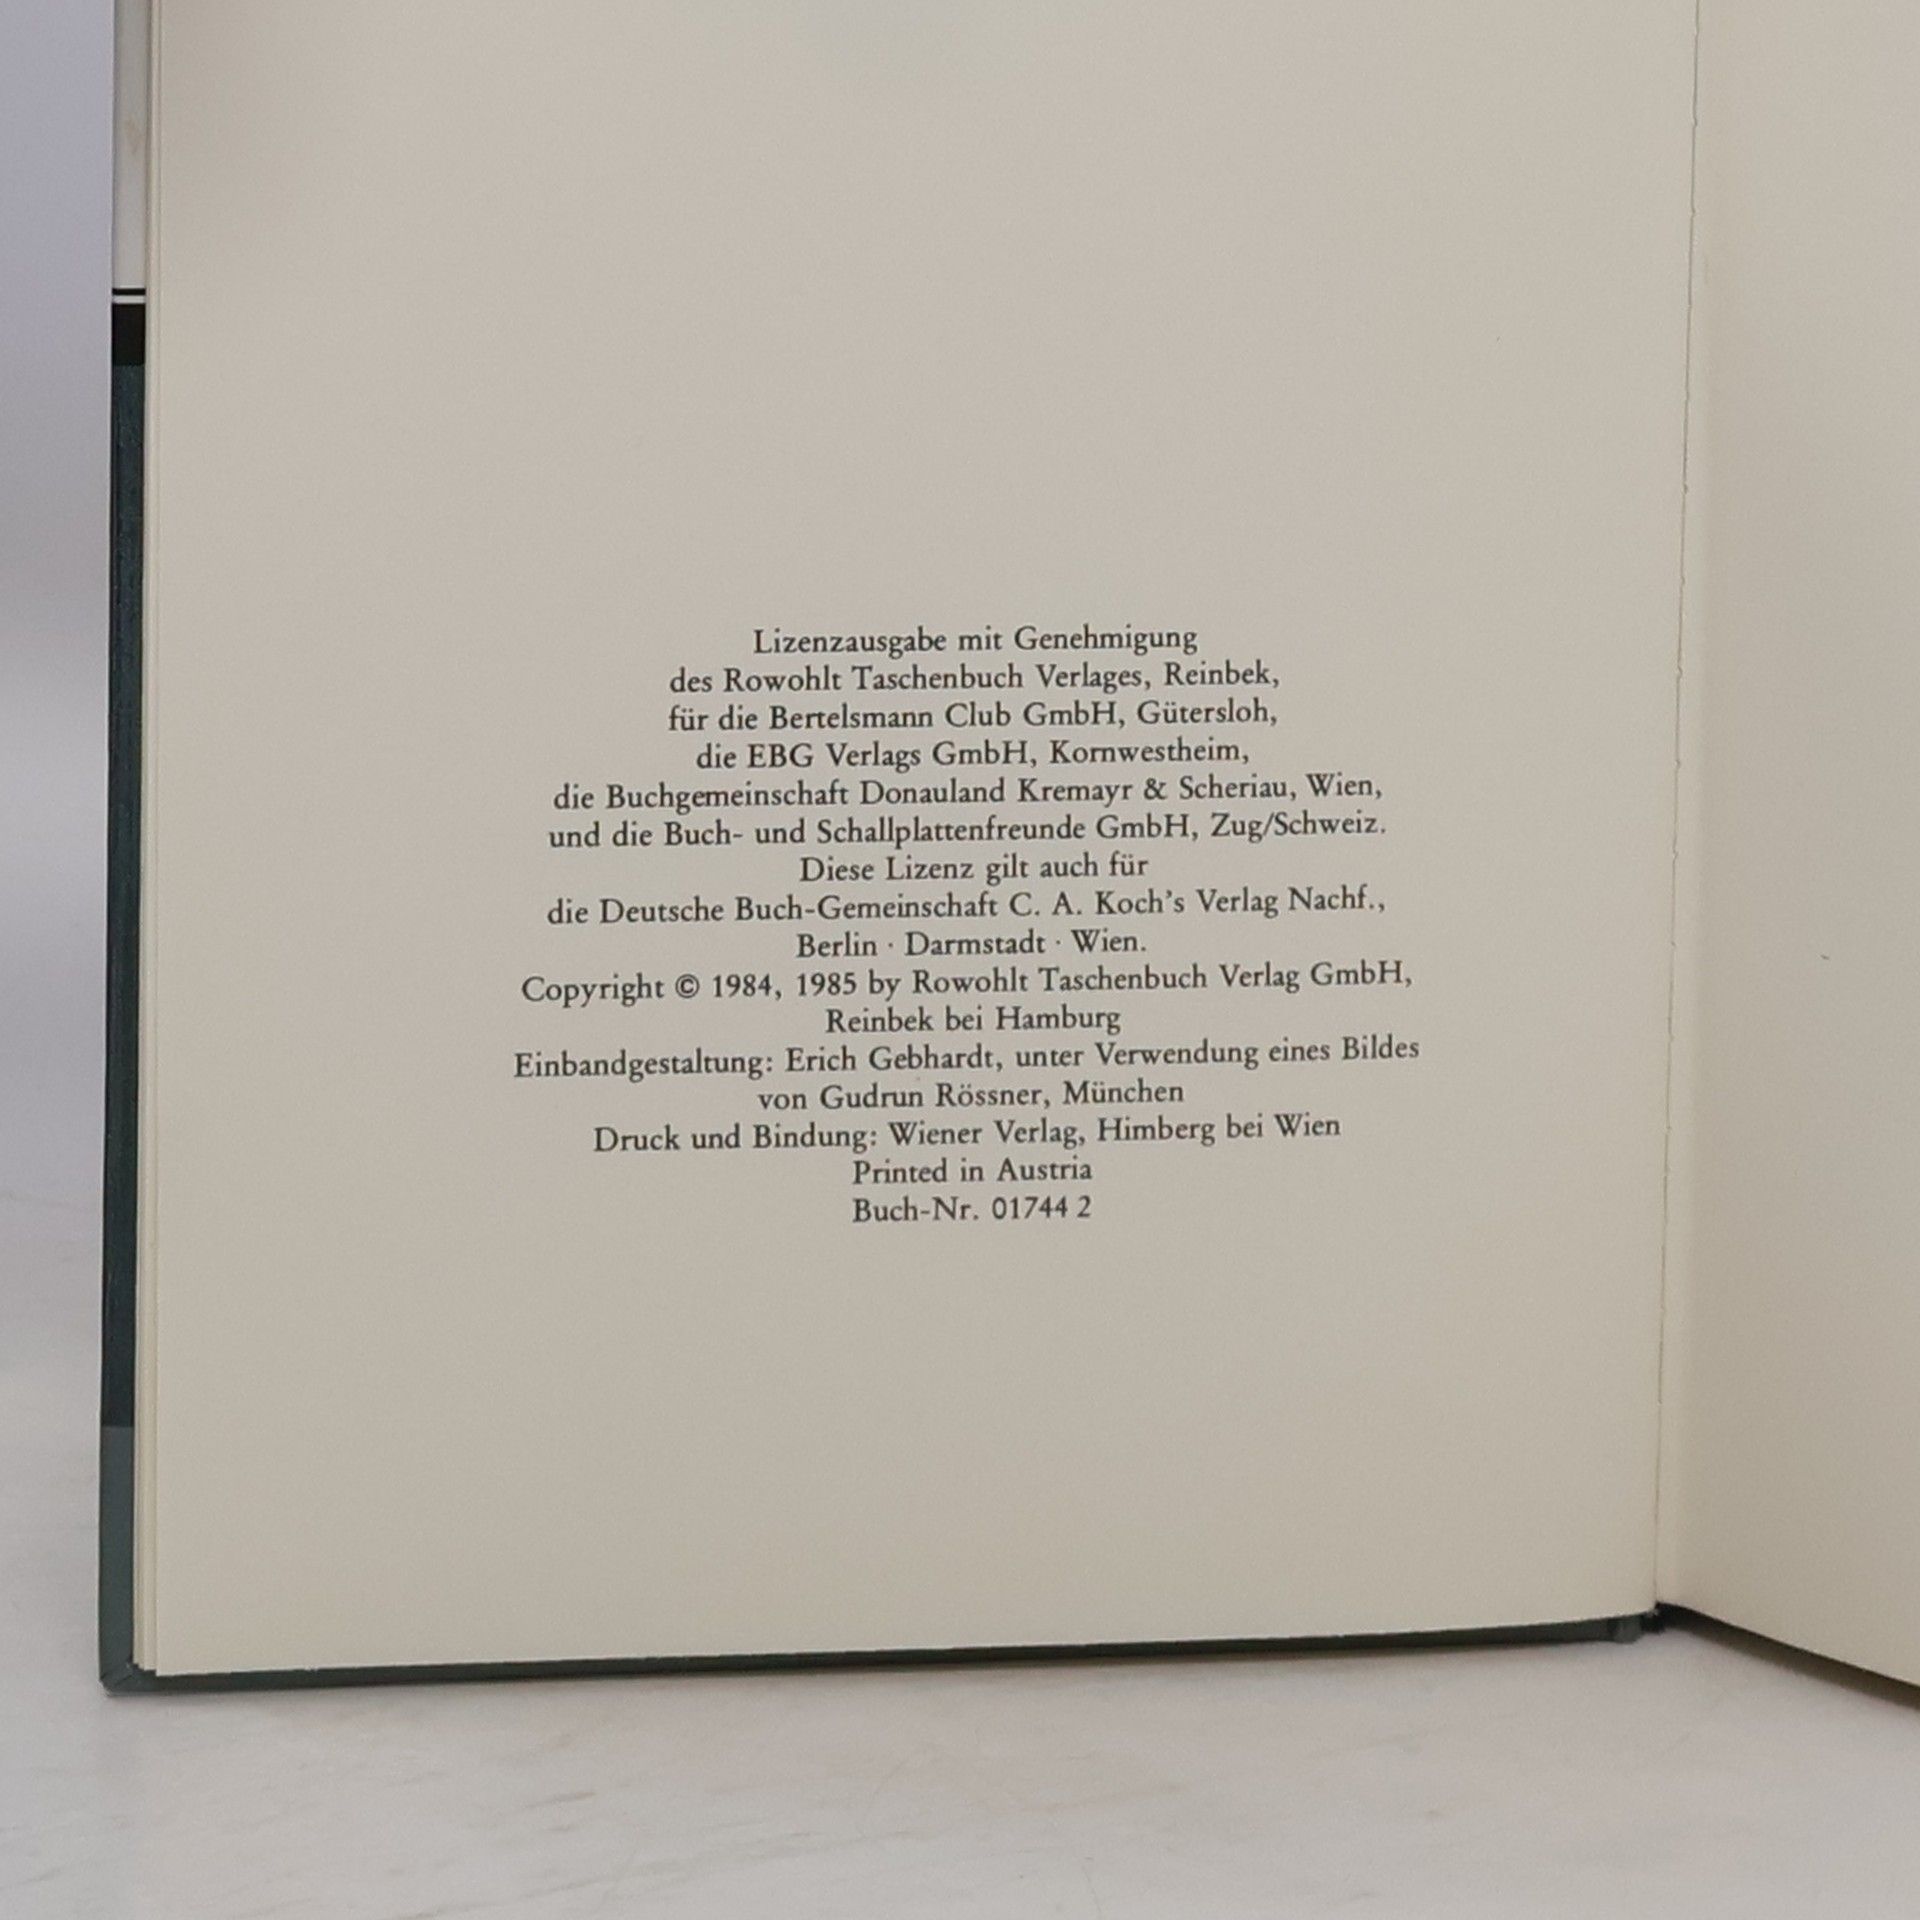 Lizenzausgabe mit Genehmigung
des Rowohlt Taschenbuch Verlages, Reinbek,
für die Bertelsmann Club GmbH, Gütersloh,
die EBG Verlags GmbH, Kornwestheim,
die Buchgemeinschaft Donauland Kremayr & Scheriau, Wien,
und die Buch- und Schallplattenfreunde GmbH, Zug/Schweiz.
Diese Lizenz gilt auch für
die Deutsche Buch-Gemeinschaft C. A. Koch's Verlag Nachf.,
Berlin · Darmstadt · Wien.
Copyright © 1984, 1985 by Rowohlt Taschenbuch Verlag GmbH,
Reinbek bei Hamburg
Einbandgestaltung: Erich Gebhardt, unter Verwendung eines Bildes
von Gudrun Rössner, München
Druck und Bindung: Wiener Verlag, Himberg bei Wien
Printed in Austria
Buch-Nr. 01744 2